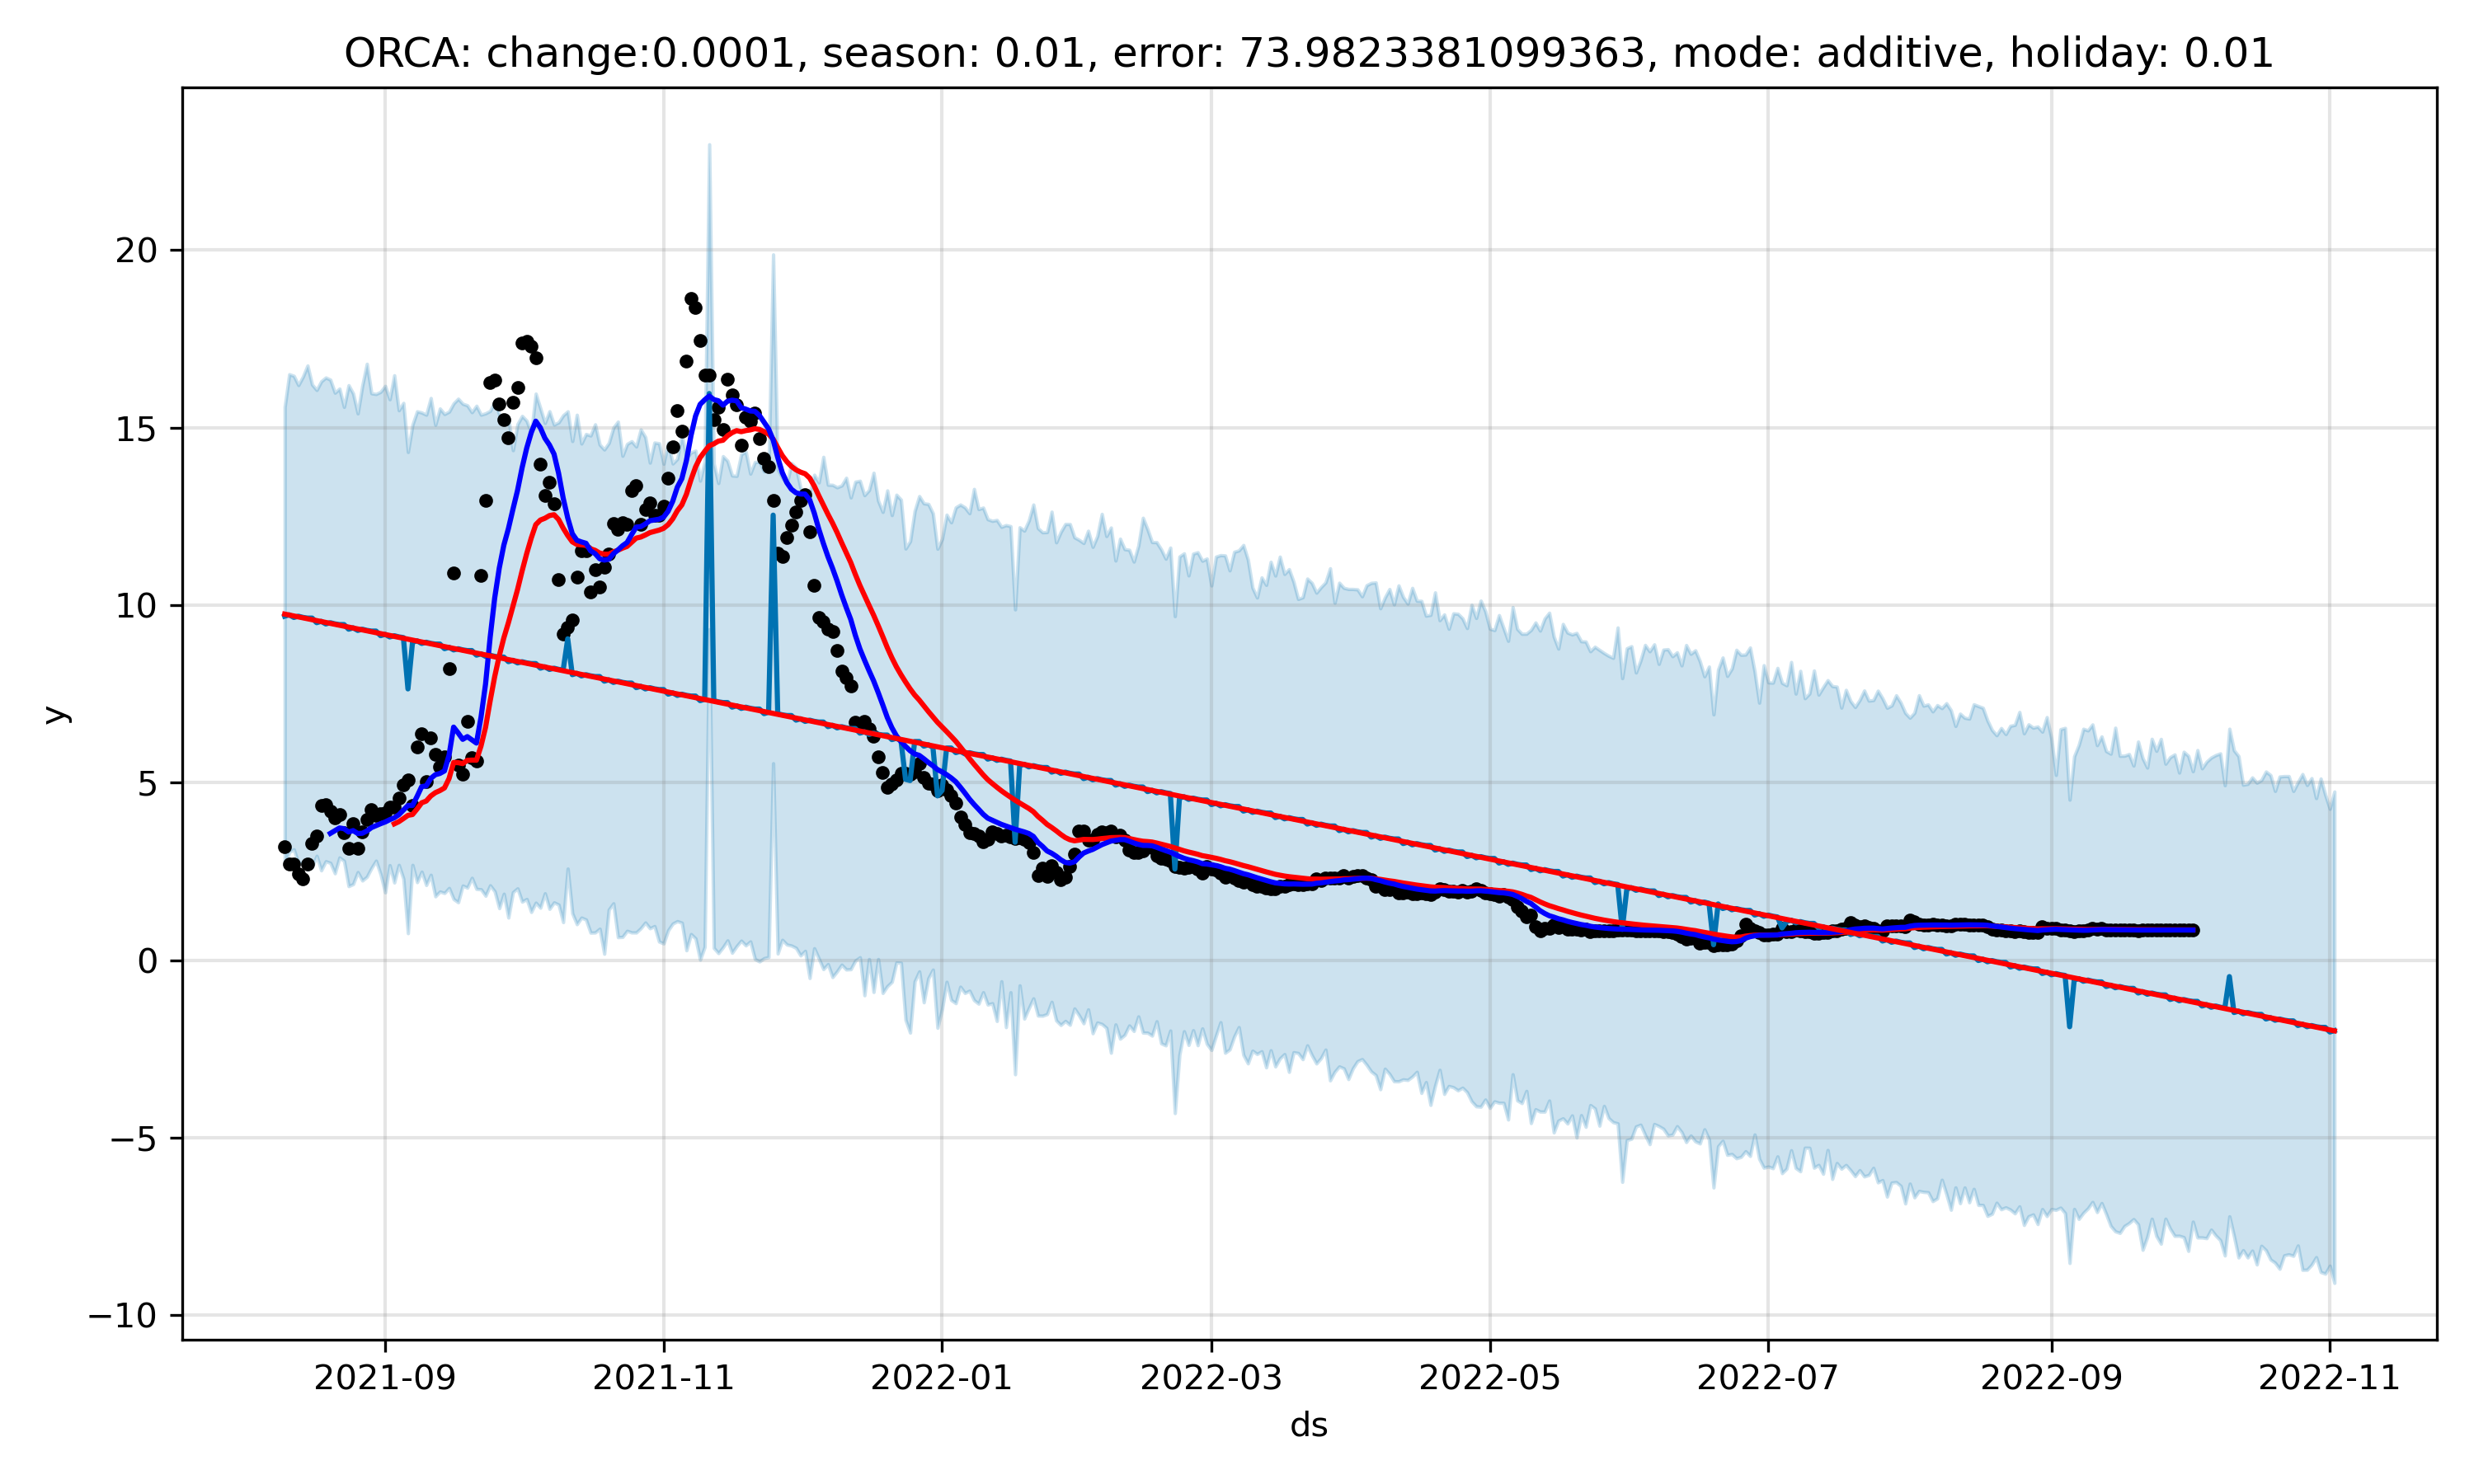 ORCA: change:0.0001, season: 0.01, error: 73.9823381099363, mode: additive, holiday: 0.01
y
20
15
10
5
0
−5
−10
2021-09 2021-11 2022-01 2022-03 2022-05 2022-07 2022-09 2022-11
ds